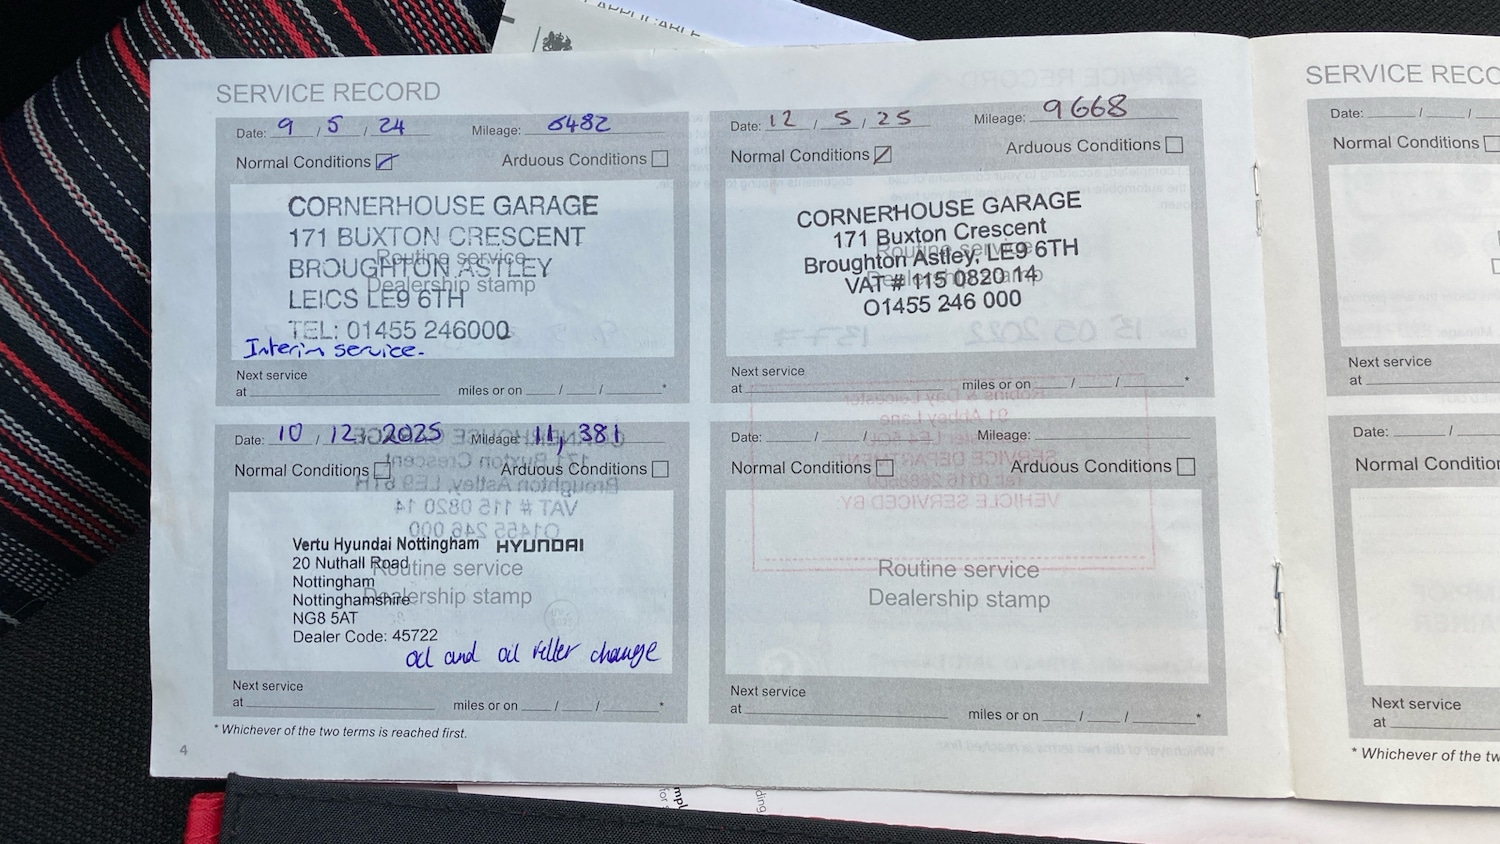 APPLICABLE
SERVICE RECORD
Date: 9 / 5 / 24 Mileage: 6482
Normal Conditions Arduous Conditions
CORNERHOUSE GARAGE
171 BUXTON CRESCENT
BROUGHTON ASTLEY
LEICS LE9 6TH
TEL: 01455 246000
Routine service
Dealership stamp
Interim service.
Next service
at miles or on / / *
Date: 12 / 5 / 25 Mileage: 9668
Normal Conditions Arduous Conditions
CORNERHOUSE GARAGE
171 Buxton Crescent
Broughton Astley, LE9 6TH
VAT # 115 0820 14
01455 246 000
Routine service
Dealership stamp
Next service
at miles or on / / *
Date: 10 / 12 / 2025 Mileage: 11,381
Normal Conditions Arduous Conditions
Vertu Hyundai Nottingham HYUNDAI
20 Nuthall Road
Nottingham
Nottinghamshire
NG8 5AT
Dealer Code: 45722
Routine service
Dealership stamp
oil and oil filter change
Next service
at miles or on / / *
Date: / / Mileage:
Normal Conditions Arduous Conditions
Routine service
Dealership stamp
Next service
at miles or on / / *
* Whichever of the two terms is reached first.
4
SERVICE RECO
Date: / /
Normal Conditions
Next service
at
Date: /
Normal Condition
Next service
at
* Whichever of the tw